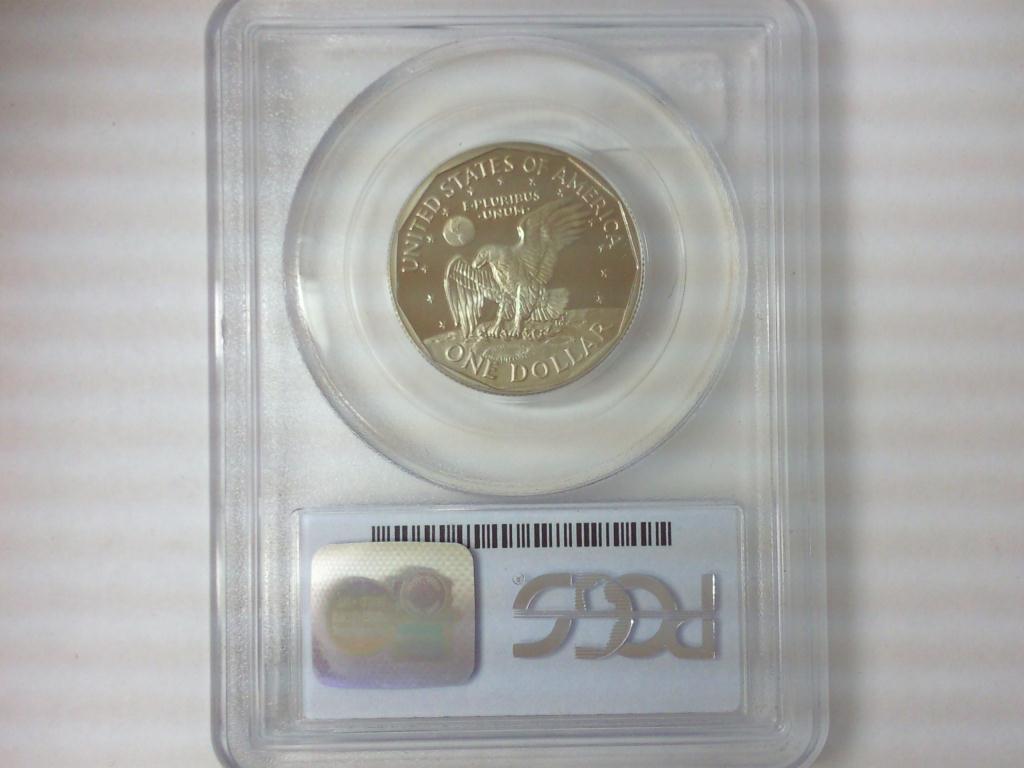 UNITED STATES OF AMERICA
E·PLURIBUS
·UNUM·
ONE DOLLAR
PCGS
®